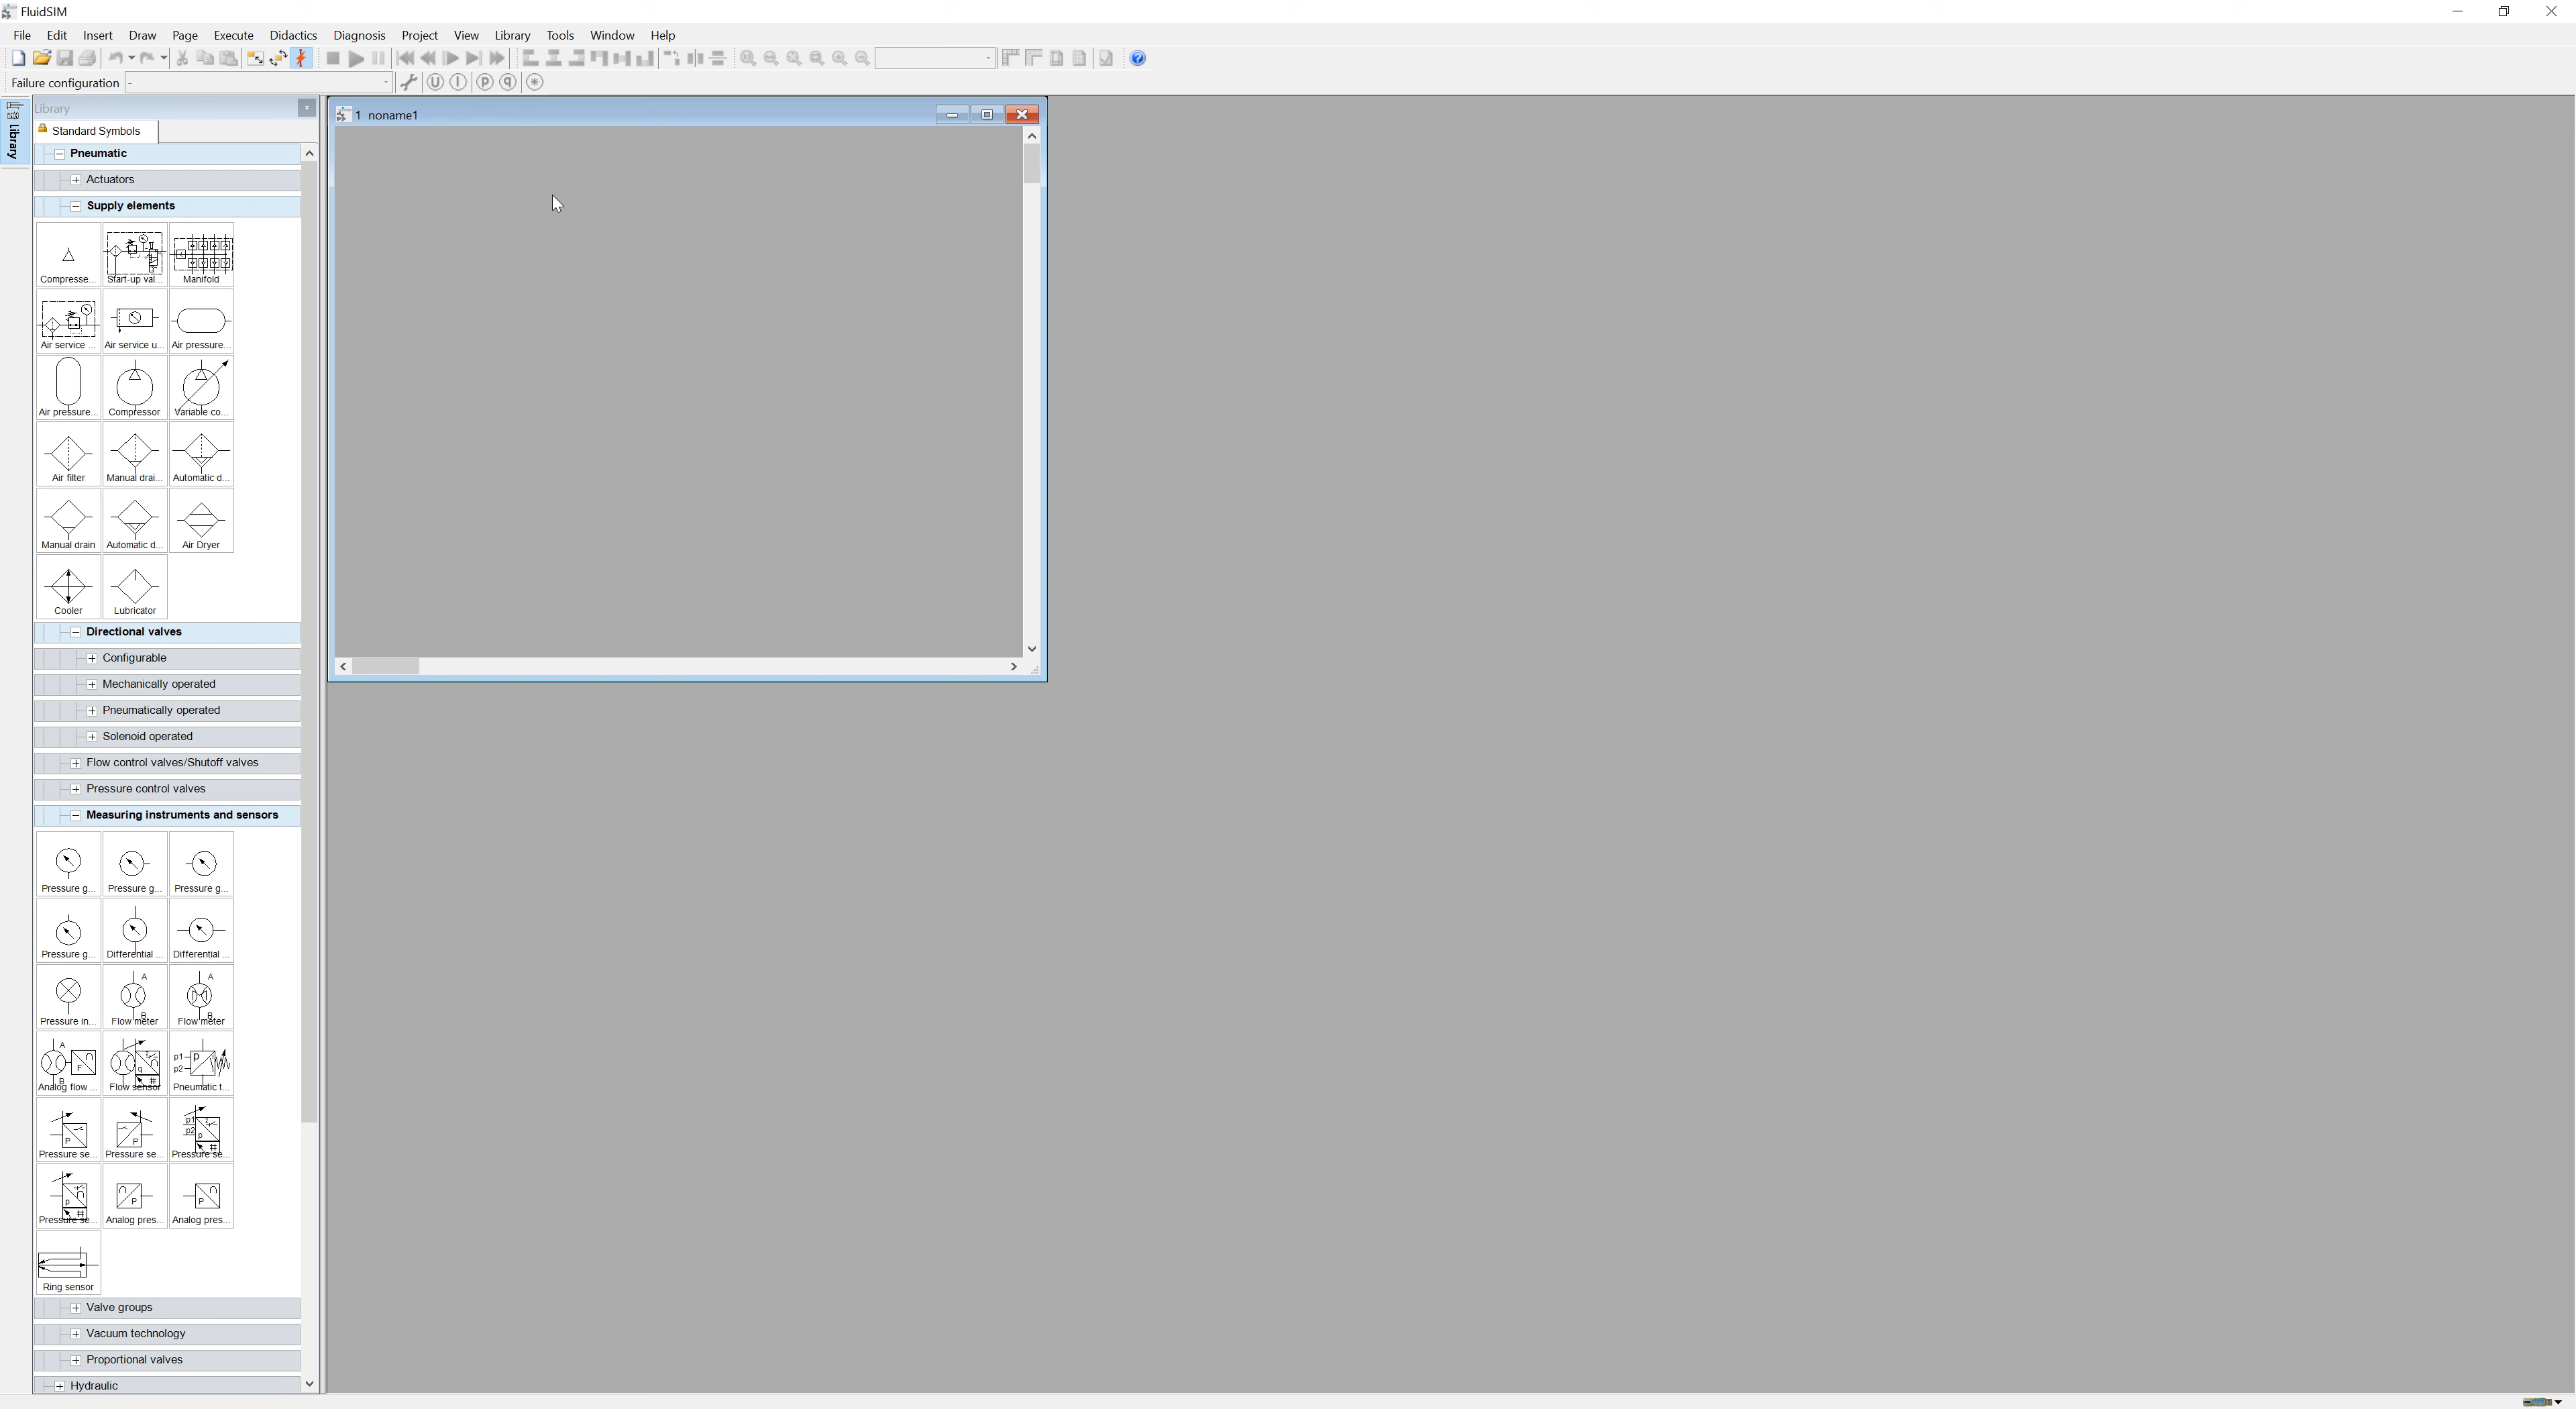 FluidSIM
File Edit Insert Draw Page Execute Didactics Diagnosis Project View Library Tools Window Help
Failure configuration -
Library
Library
Standard Symbols
1 noname1
Pneumatic
Actuators
Supply elements
Compresse... Start-up val... Manifold
Air service ... Air service u... Air pressure...
Air pressure... Compressor Variable co...
Air filter Manual drai... Automatic d...
Manual drain Automatic d... Air Dryer
Cooler Lubricator
Directional valves
Configurable
Mechanically operated
Pneumatically operated
Solenoid operated
Flow control valves/Shutoff valves
Pressure control valves
Measuring instruments and sensors
Pressure g... Pressure g... Pressure g...
Pressure g... Differential ... Differential ...
A A
B B
Pressure in... Flow meter Flow meter
A
F q p1 p2 p
B #
Analog flow ... Flow sensor Pneumatic t...
P P p1 p2 p #
Pressure se... Pressure se... Pressure se...
p # P P
Pressure se... Analog pres... Analog pres...
Ring sensor
Valve groups
Vacuum technology
Proportional valves
Hydraulic